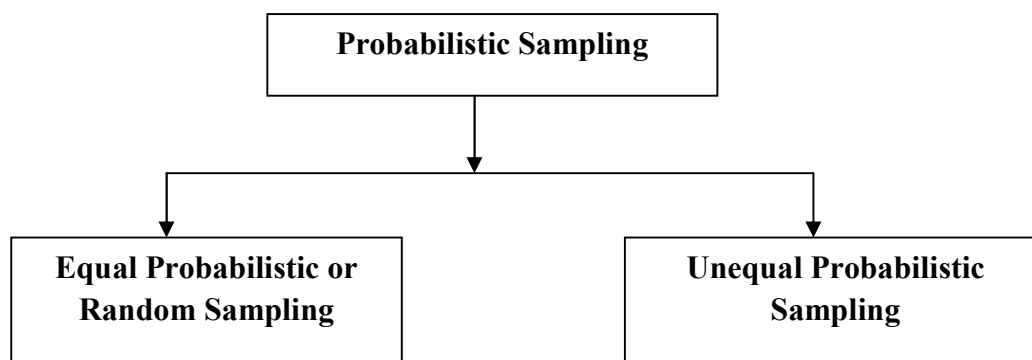 Probabilistic Sampling
Equal Probabilistic or
Random Sampling
Unequal Probabilistic
Sampling